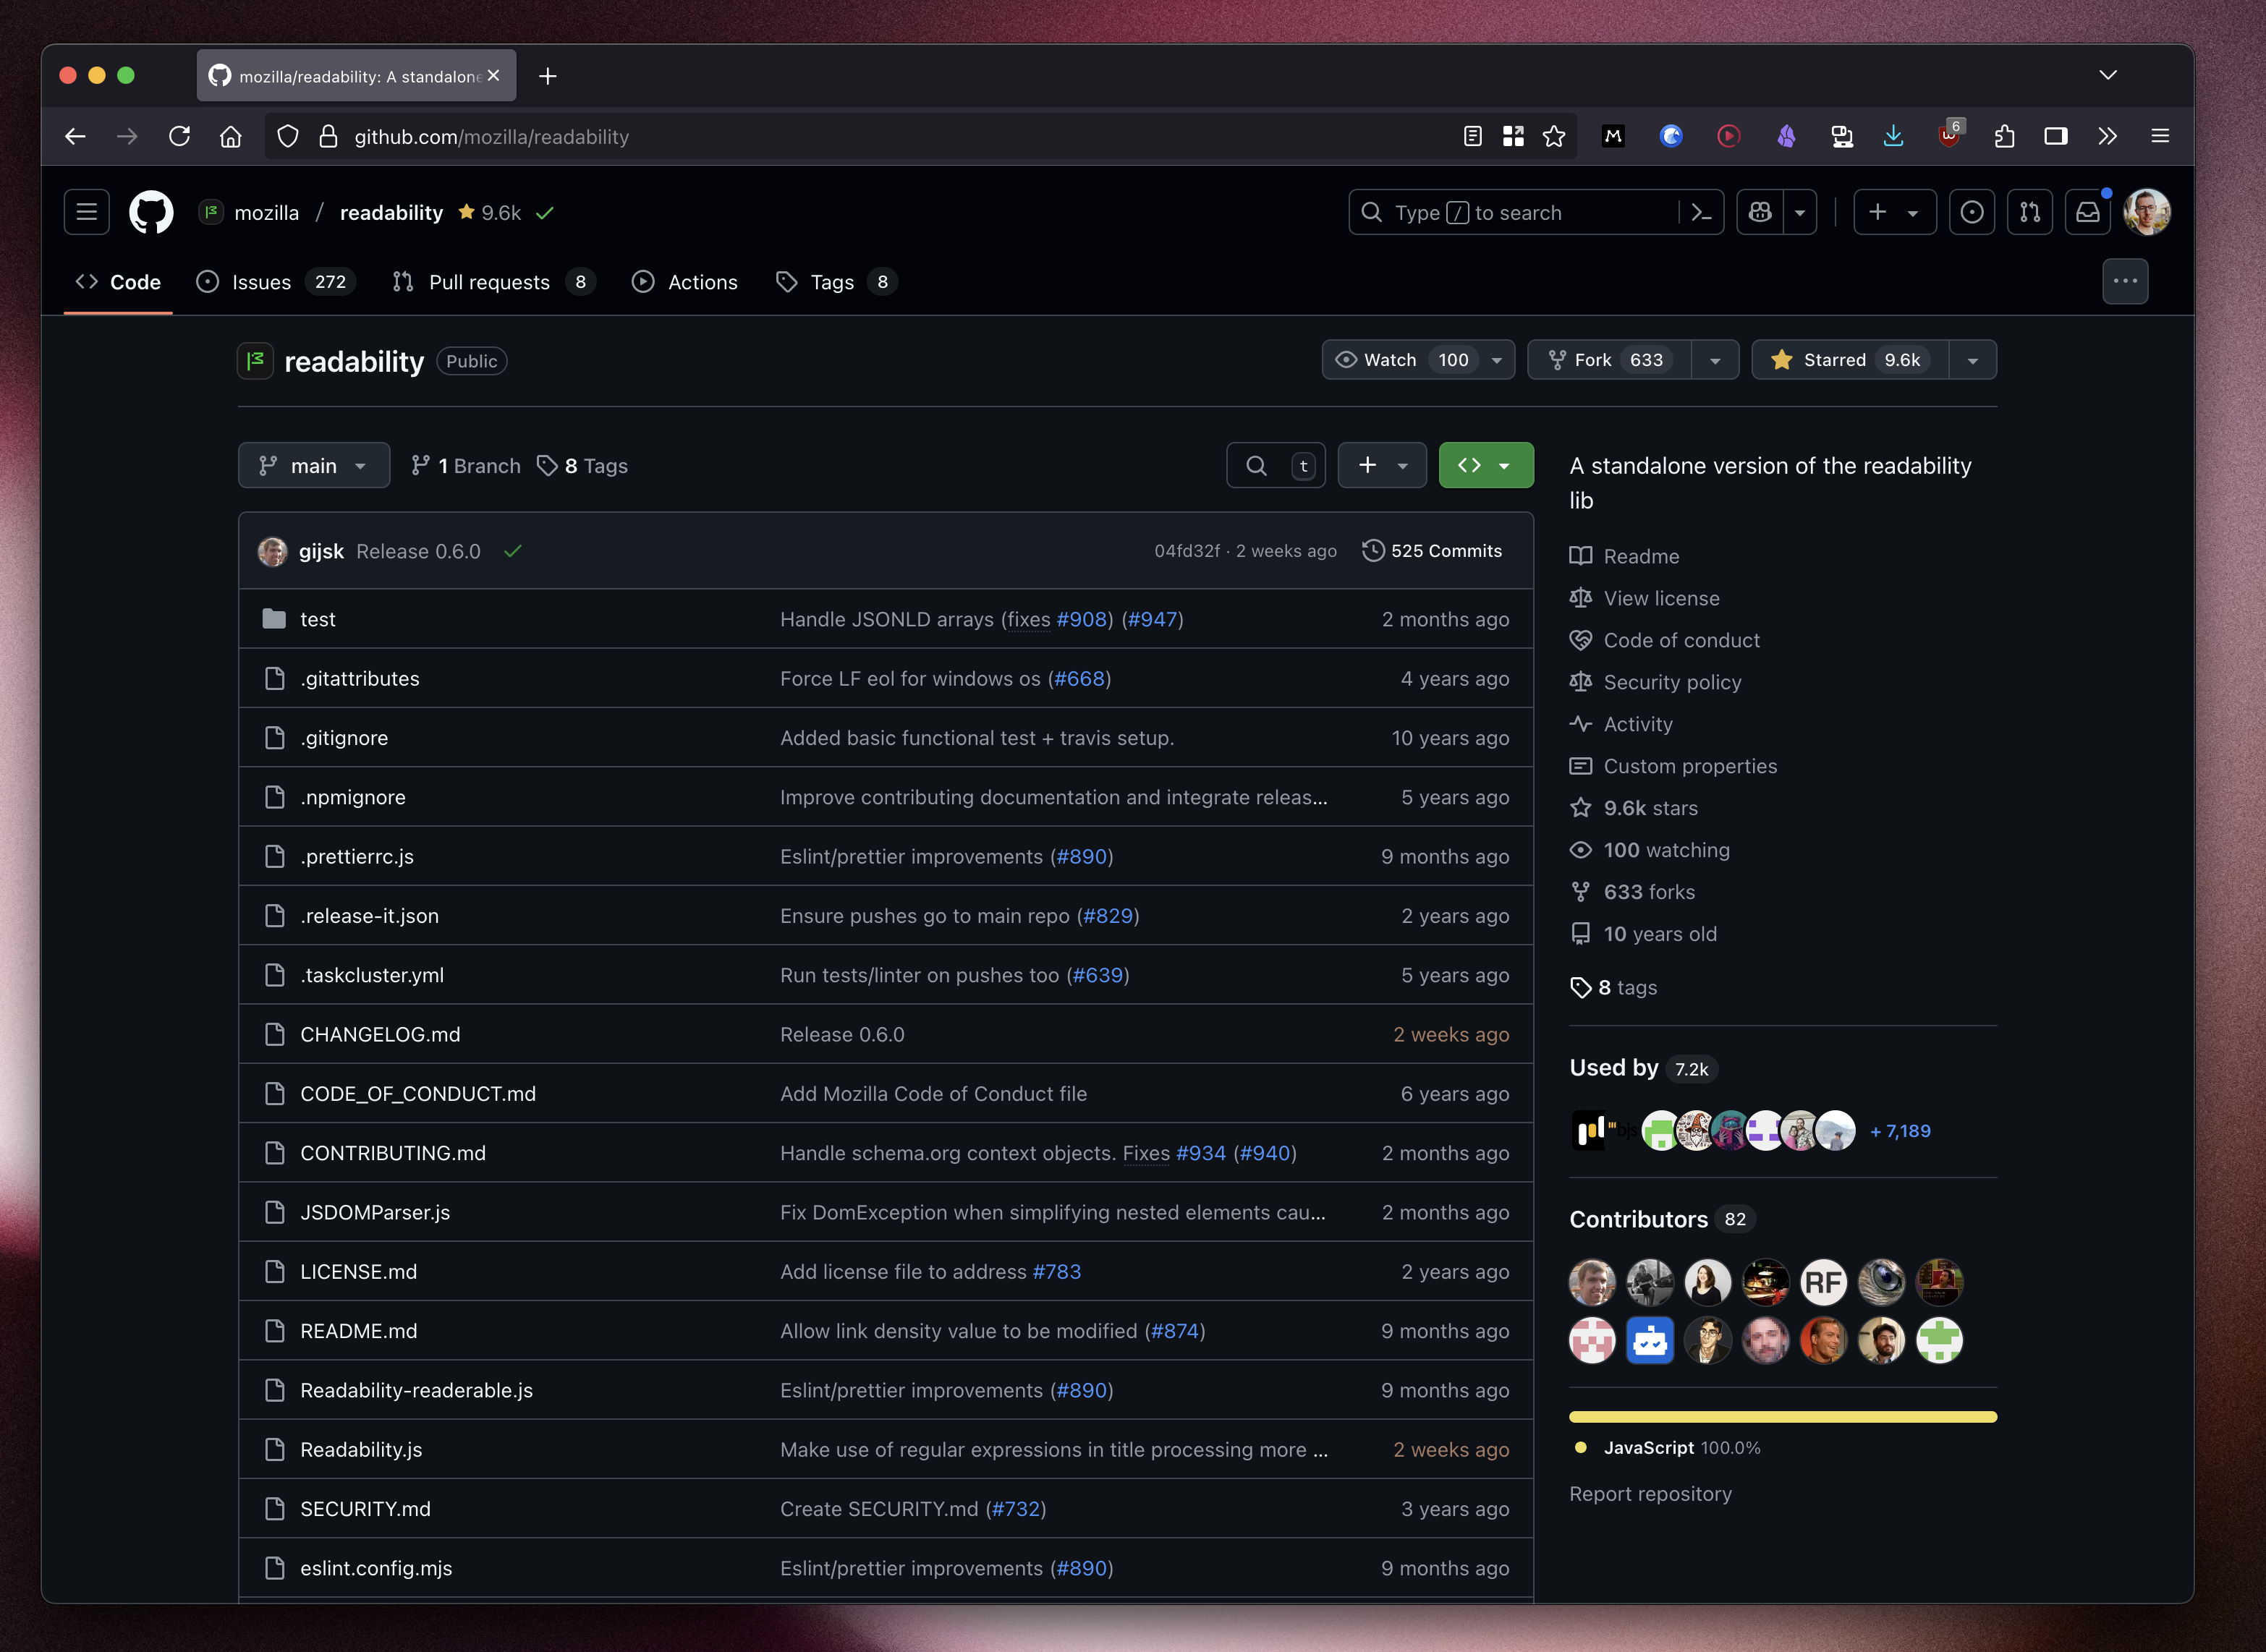 mozilla/readability: A standalone
github.com/mozilla/readability
6
mozilla / readability 9.6k
Type / to search
Code Issues 272 Pull requests 8 Actions Tags 8
readability Public
Watch 100 Fork 633 Starred 9.6k
main 1 Branch 8 Tags t
gijsk Release 0.6.0 04fd32f · 2 weeks ago 525 Commits
test Handle JSONLD arrays (fixes #908) (#947) 2 months ago
.gitattributes Force LF eol for windows os (#668) 4 years ago
.gitignore Added basic functional test + travis setup. 10 years ago
.npmignore Improve contributing documentation and integrate releas... 5 years ago
.prettierrc.js Eslint/prettier improvements (#890) 9 months ago
.release-it.json Ensure pushes go to main repo (#829) 2 years ago
.taskcluster.yml Run tests/linter on pushes too (#639) 5 years ago
CHANGELOG.md Release 0.6.0 2 weeks ago
CODE_OF_CONDUCT.md Add Mozilla Code of Conduct file 6 years ago
CONTRIBUTING.md Handle schema.org context objects. Fixes #934 (#940) 2 months ago
JSDOMParser.js Fix DomException when simplifying nested elements cau... 2 months ago
LICENSE.md Add license file to address #783 2 years ago
README.md Allow link density value to be modified (#874) 9 months ago
Readability-readerable.js Eslint/prettier improvements (#890) 9 months ago
Readability.js Make use of regular expressions in title processing more ... 2 weeks ago
SECURITY.md Create SECURITY.md (#732) 3 years ago
eslint.config.mjs Eslint/prettier improvements (#890) 9 months ago
A standalone version of the readability
lib
Readme
View license
Code of conduct
Security policy
Activity
Custom properties
9.6k stars
100 watching
633 forks
10 years old
8 tags
Used by 7.2k
+ 7,189
Contributors 82
RF
JavaScript 100.0%
Report repository